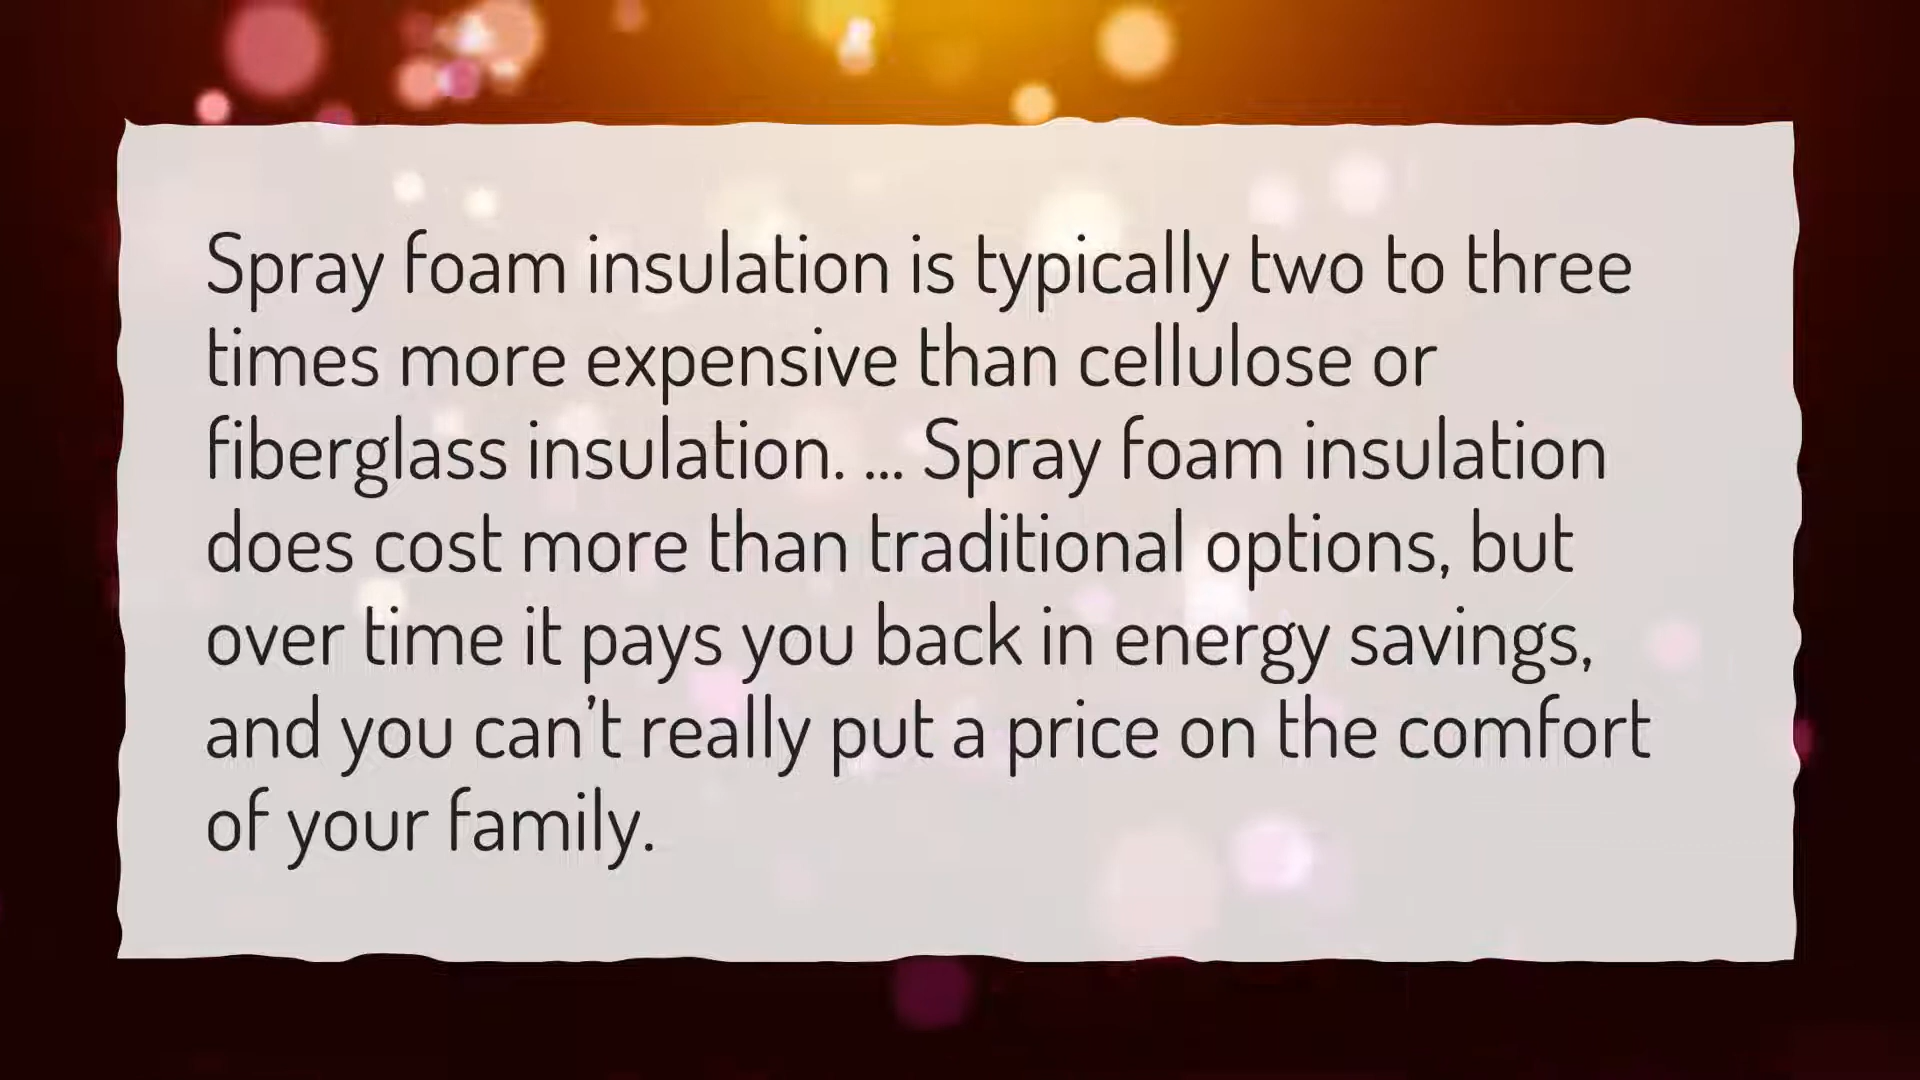 Spray foam insulation is typically two to three
times more expensive than cellulose or
fiberglass insulation. ... Spray foam insulation
does cost more than traditional options, but
over time it pays you back in energy savings,
and you can’t really put a price on the comfort
of your family.